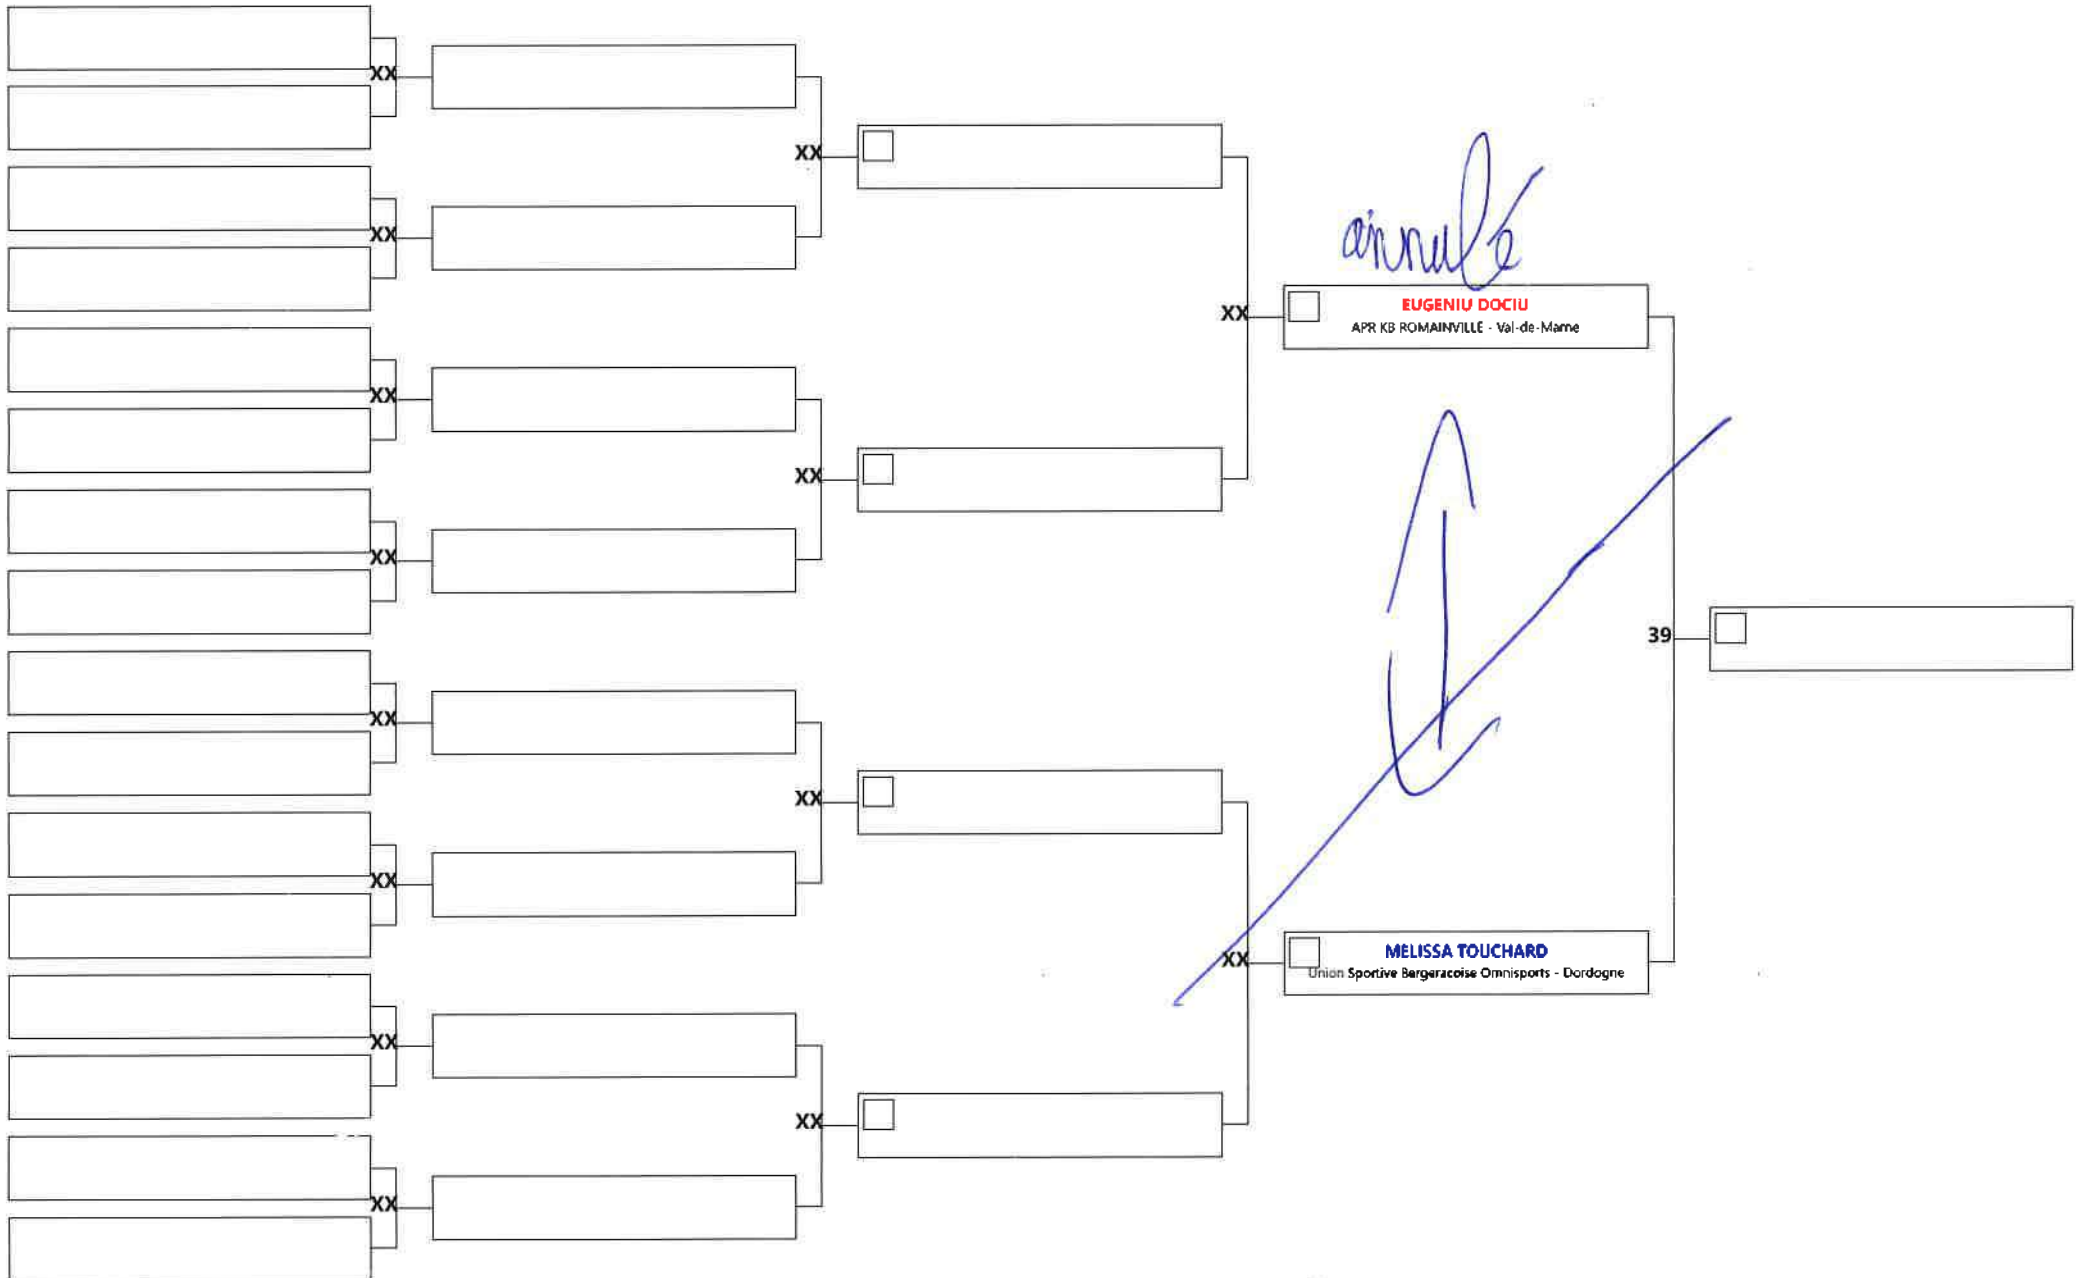 XX
XX
XX
XX
XX
XX
XX
XX
XX
XX
XX
XX
XX
annulé
EUGENIU DOCIU
APR KB ROMAINVILLE - Val-de-Marne
39
XX
MELISSA TOUCHARD
Union Sportive Bergeracoise Omnisports - Dordogne